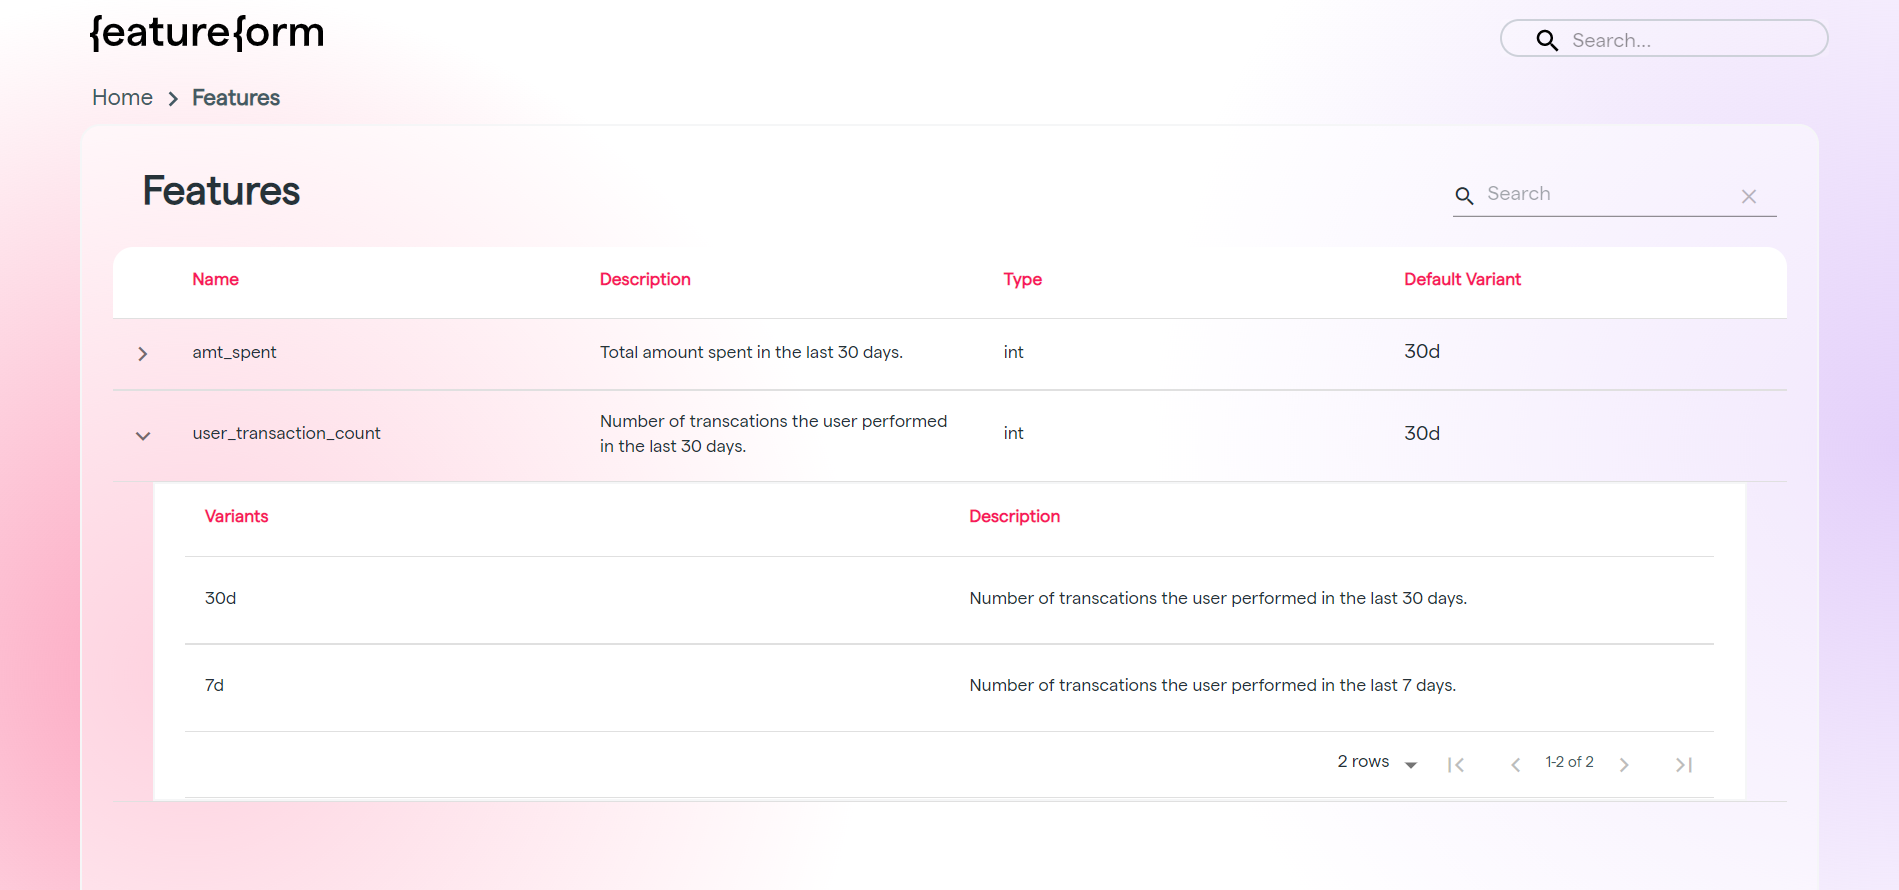 {eature{orm
Search...
Home > Features
Features
Search
Name Description Type Default Variant
amt_spent Total amount spent in the last 30 days. int 30d
user_transaction_count Number of transcations the user performed int 30d
in the last 30 days.
Variants Description
30d Number of transcations the user performed in the last 30 days.
7d Number of transcations the user performed in the last 7 days.
2 rows 1-2 of 2